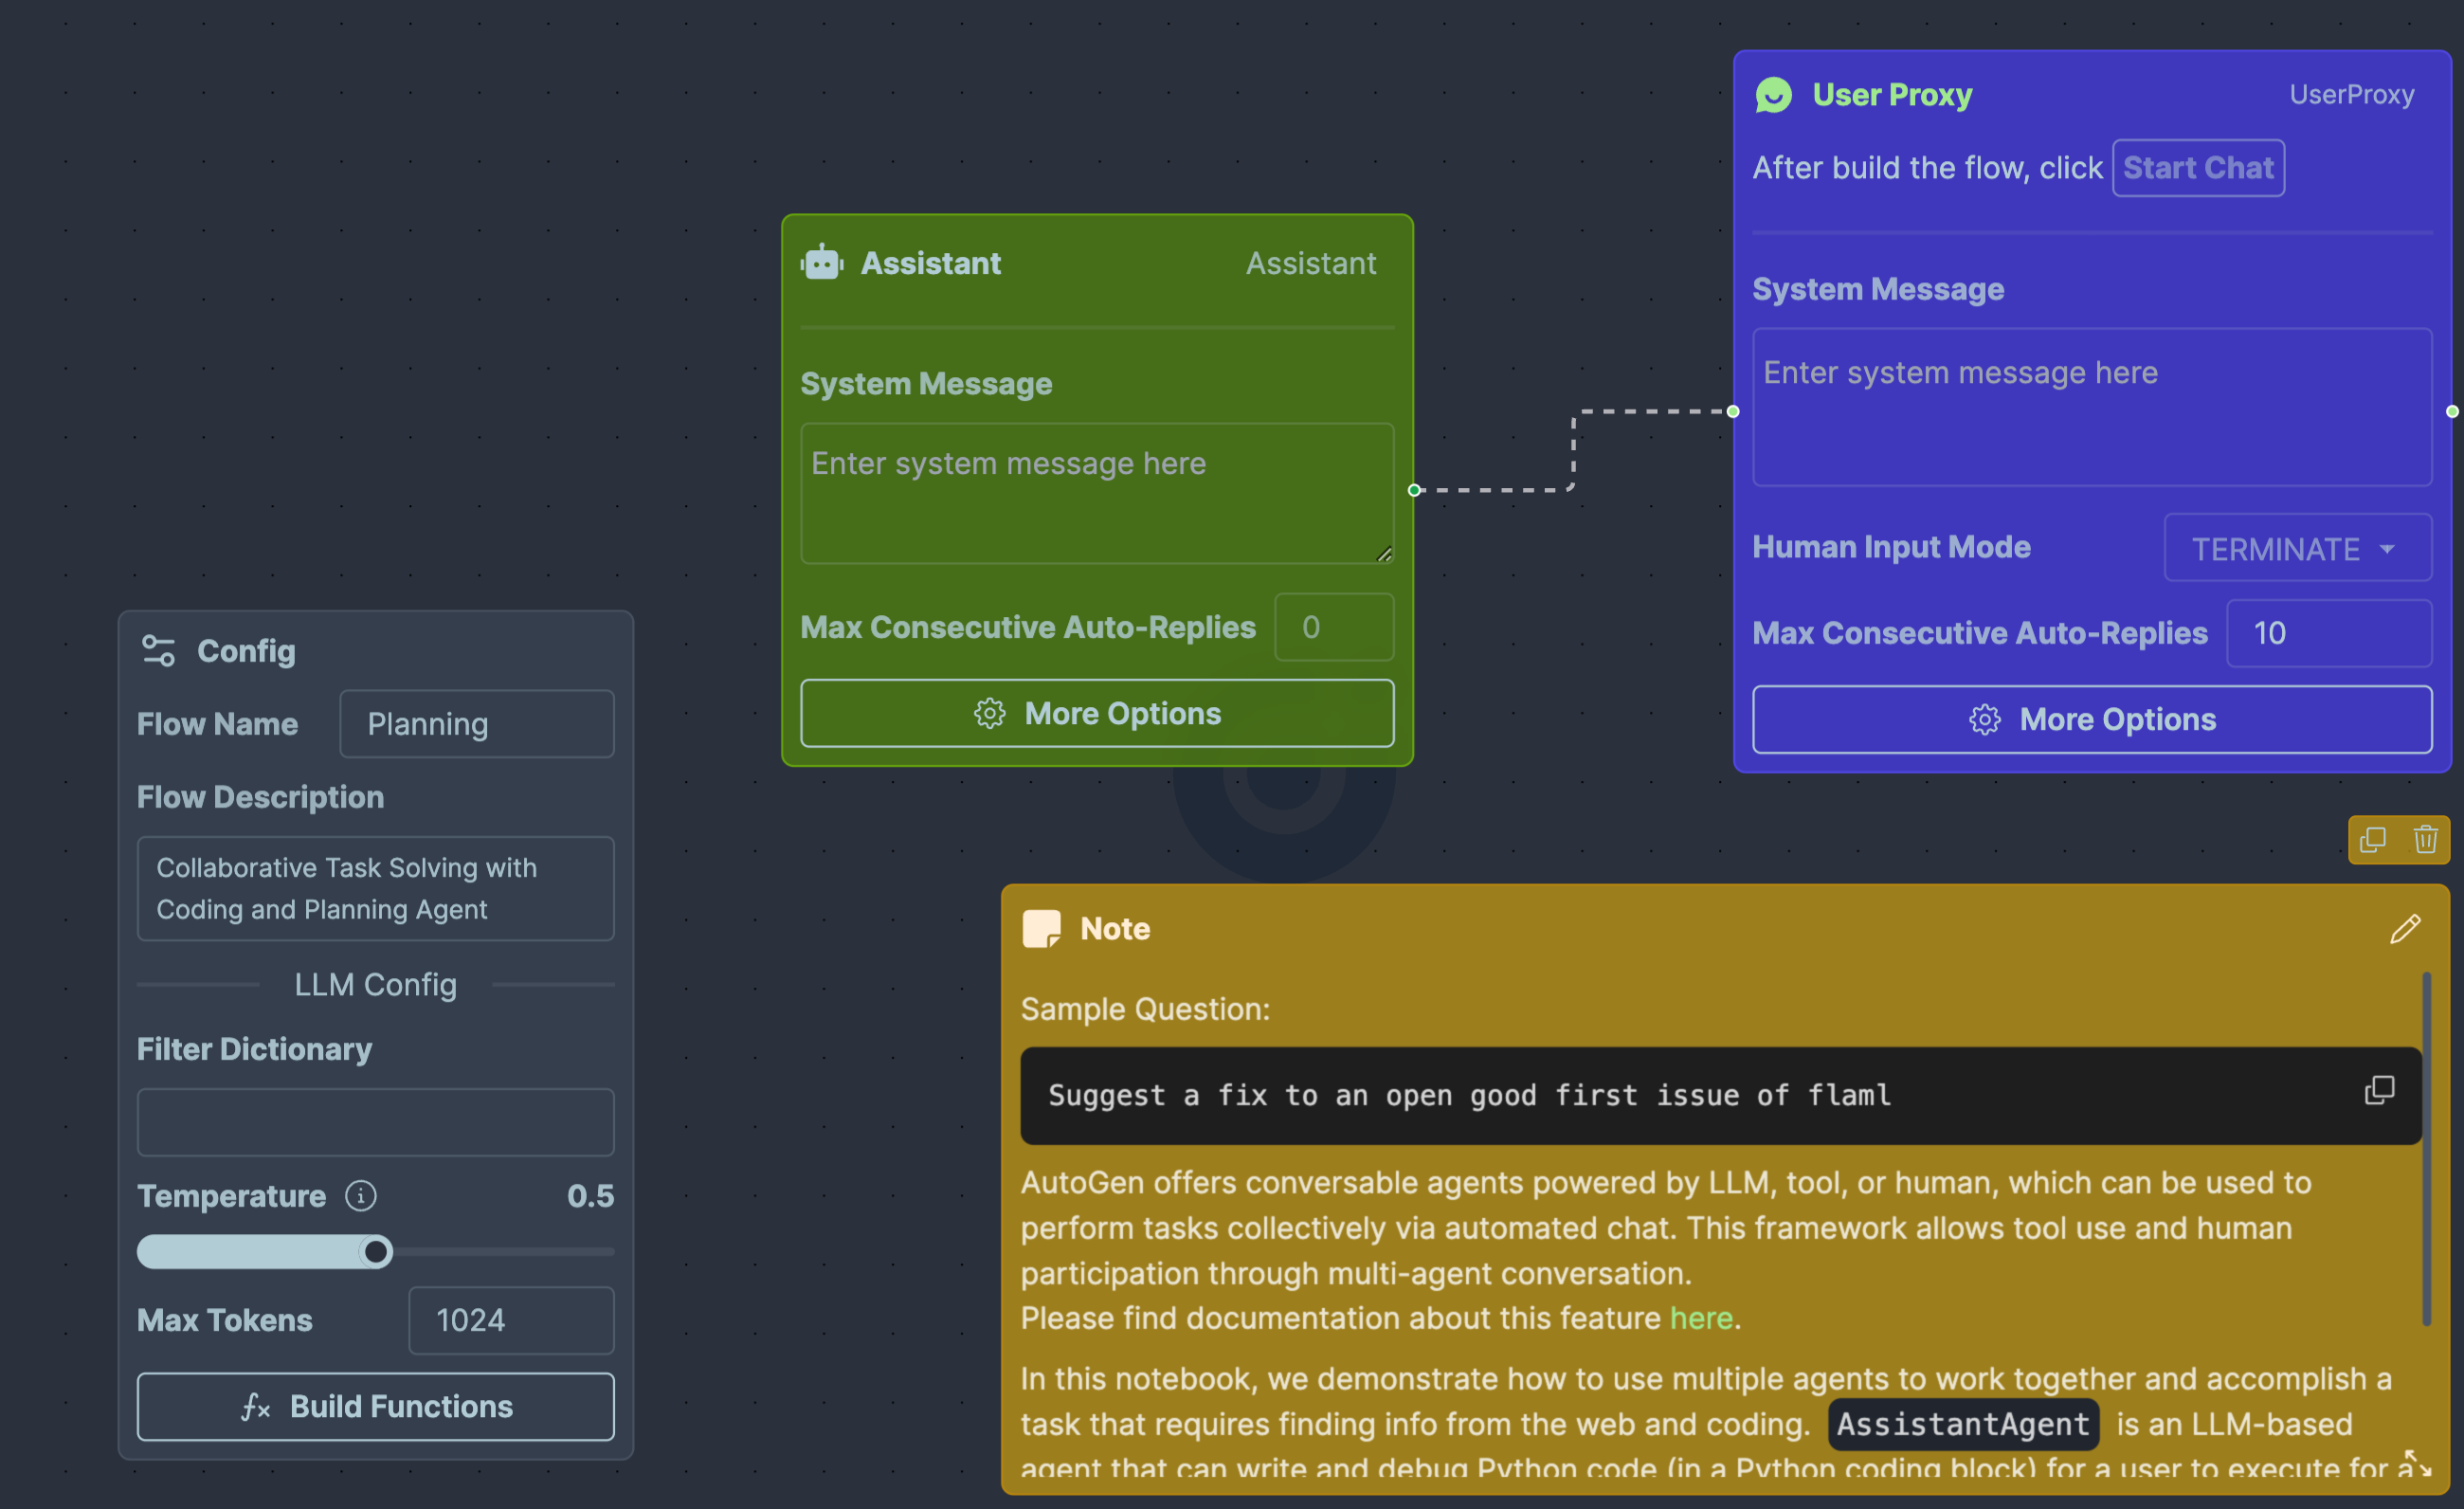 User Proxy UserProxy
After build the flow, click Start Chat
System Message
Enter system message here
Human Input Mode TERMINATE
Max Consecutive Auto-Replies 10
More Options
Assistant Assistant
System Message
Enter system message here
Max Consecutive Auto-Replies 0
More Options
Config
Flow Name Planning
Flow Description
Collaborative Task Solving with
Coding and Planning Agent
LLM Config
Filter Dictionary
Temperature 0.5
Max Tokens 1024
Build Functions
Note
Sample Question:
Suggest a fix to an open good first issue of flaml
AutoGen offers conversable agents powered by LLM, tool, or human, which can be used to
perform tasks collectively via automated chat. This framework allows tool use and human
participation through multi-agent conversation.
Please find documentation about this feature here.
In this notebook, we demonstrate how to use multiple agents to work together and accomplish a
task that requires finding info from the web and coding. AssistantAgent is an LLM-based
agent that can write and debug Python code (in a Python coding block) for a user to execute for a